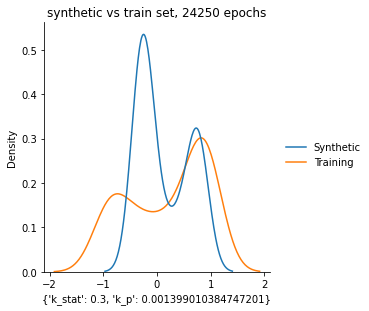 synthetic vs train set, 24250 epochs
0.5
0.4
0.3
0.2
0.1
0.0
Density
Synthetic
Training
−2 −1 0 1 2
{'k_stat': 0.3, 'k_p': 0.001399010384747201}